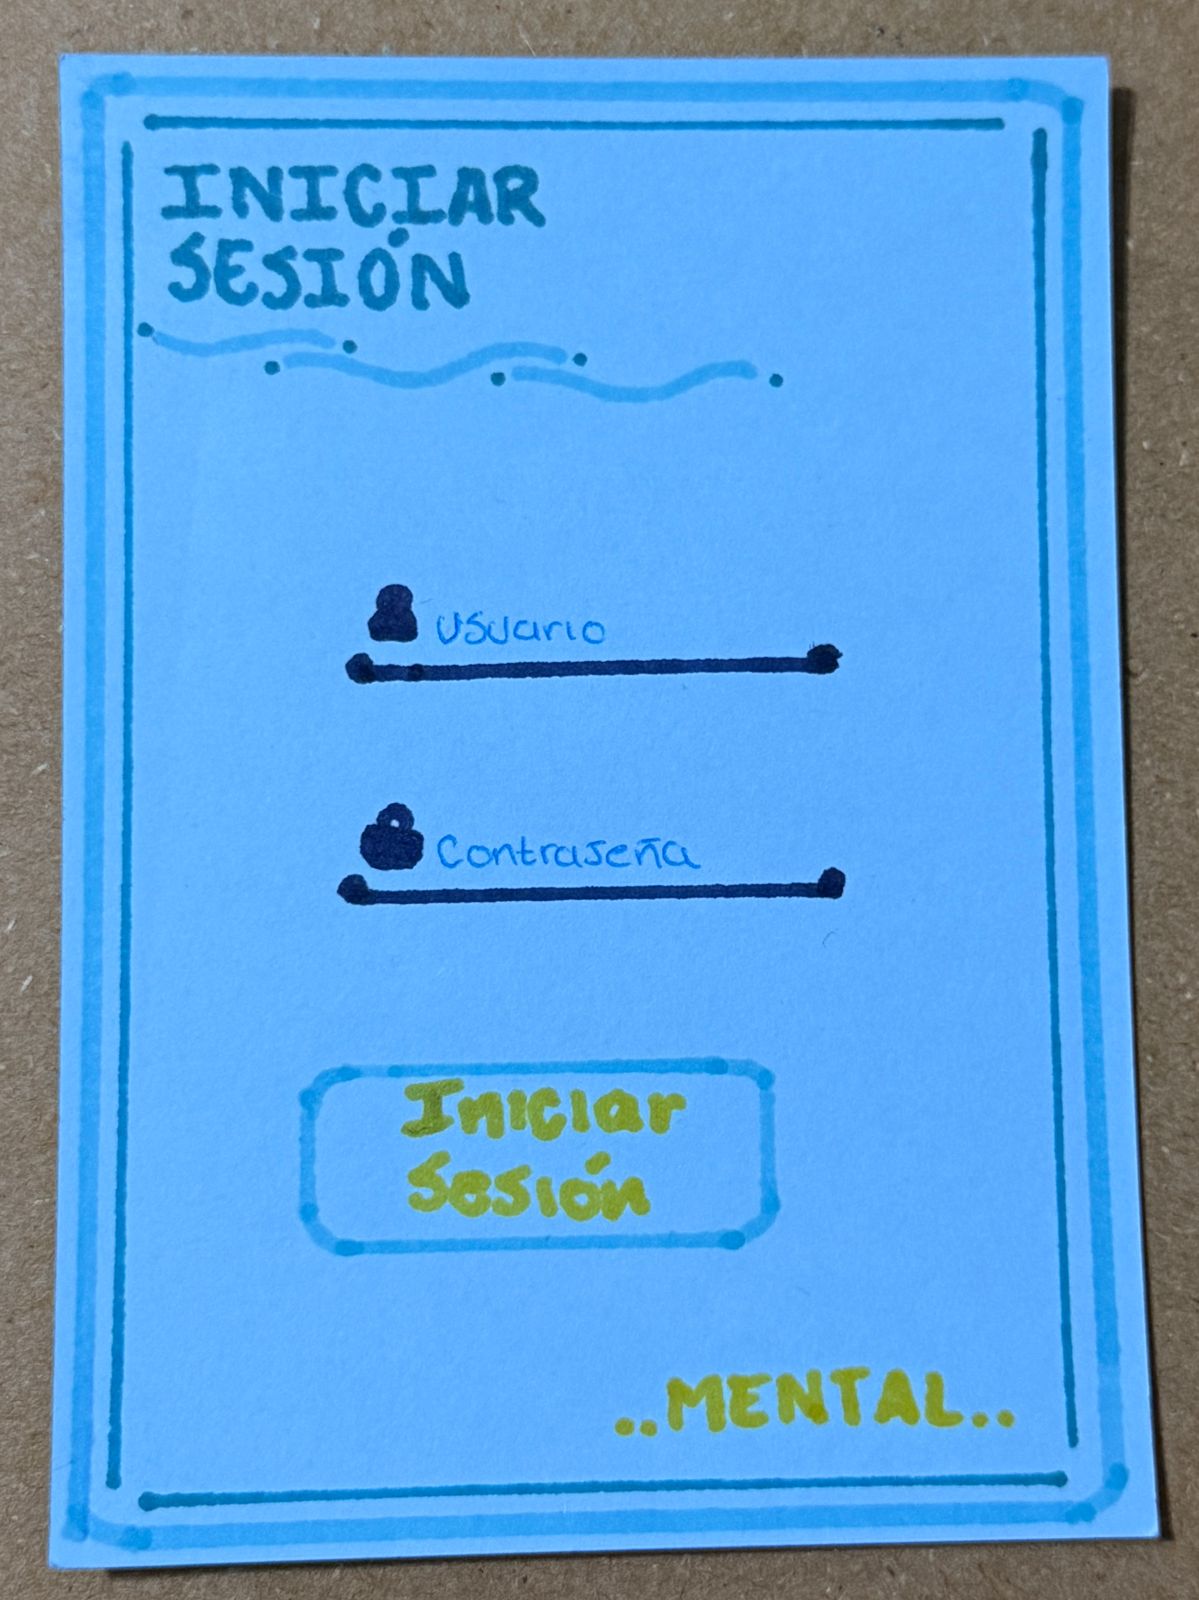 INICIAR
SESIÓN
Usuario
Contraseña
Iniciar
sesión
..MENTAL..